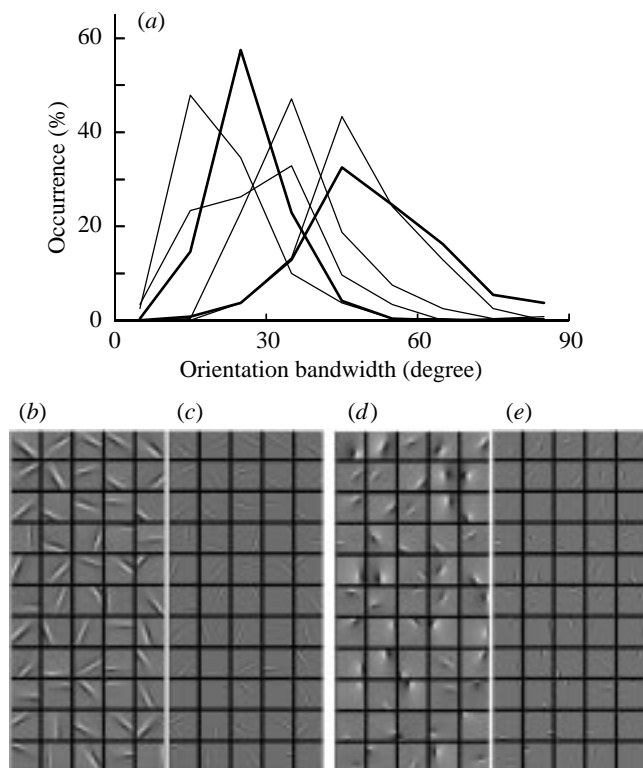 (a)
60
40
20
0
Occurrence (%)
0 30 60 90
Orientation bandwidth (degree)
(b) (c) (d) (e)